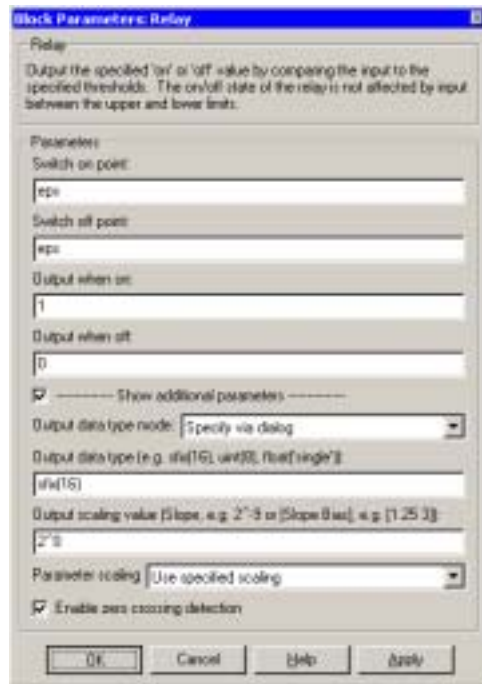 Block Parameters: Relay
Relay
Output the specified 'on' or 'off' value by comparing the input to the
specified thresholds. The on/off state of the relay is not affected by input
between the upper and lower limits.
Parameters
Switch on point:
eps
Switch off point:
eps
Output when on:
1
Output when off:
0
---------- Show additional parameters ----------
Output data type mode: Specify via dialog
Output data type (e.g. sfix(16), uint(8), float('single')):
sfix(16)
Output scaling value (Slope, e.g. 2^-9 or [Slope Bias], e.g. [1.25 3]):
2^0
Parameter scaling: Use specified scaling
Enable zero crossing detection
OK Cancel Help Apply